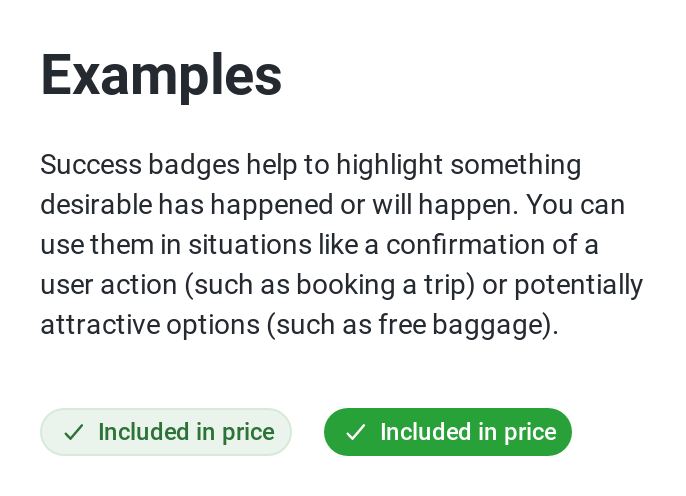 Examples
Success badges help to highlight something
desirable has happened or will happen. You can
use them in situations like a confirmation of a
user action (such as booking a trip) or potentially
attractive options (such as free baggage).
Included in price
Included in price